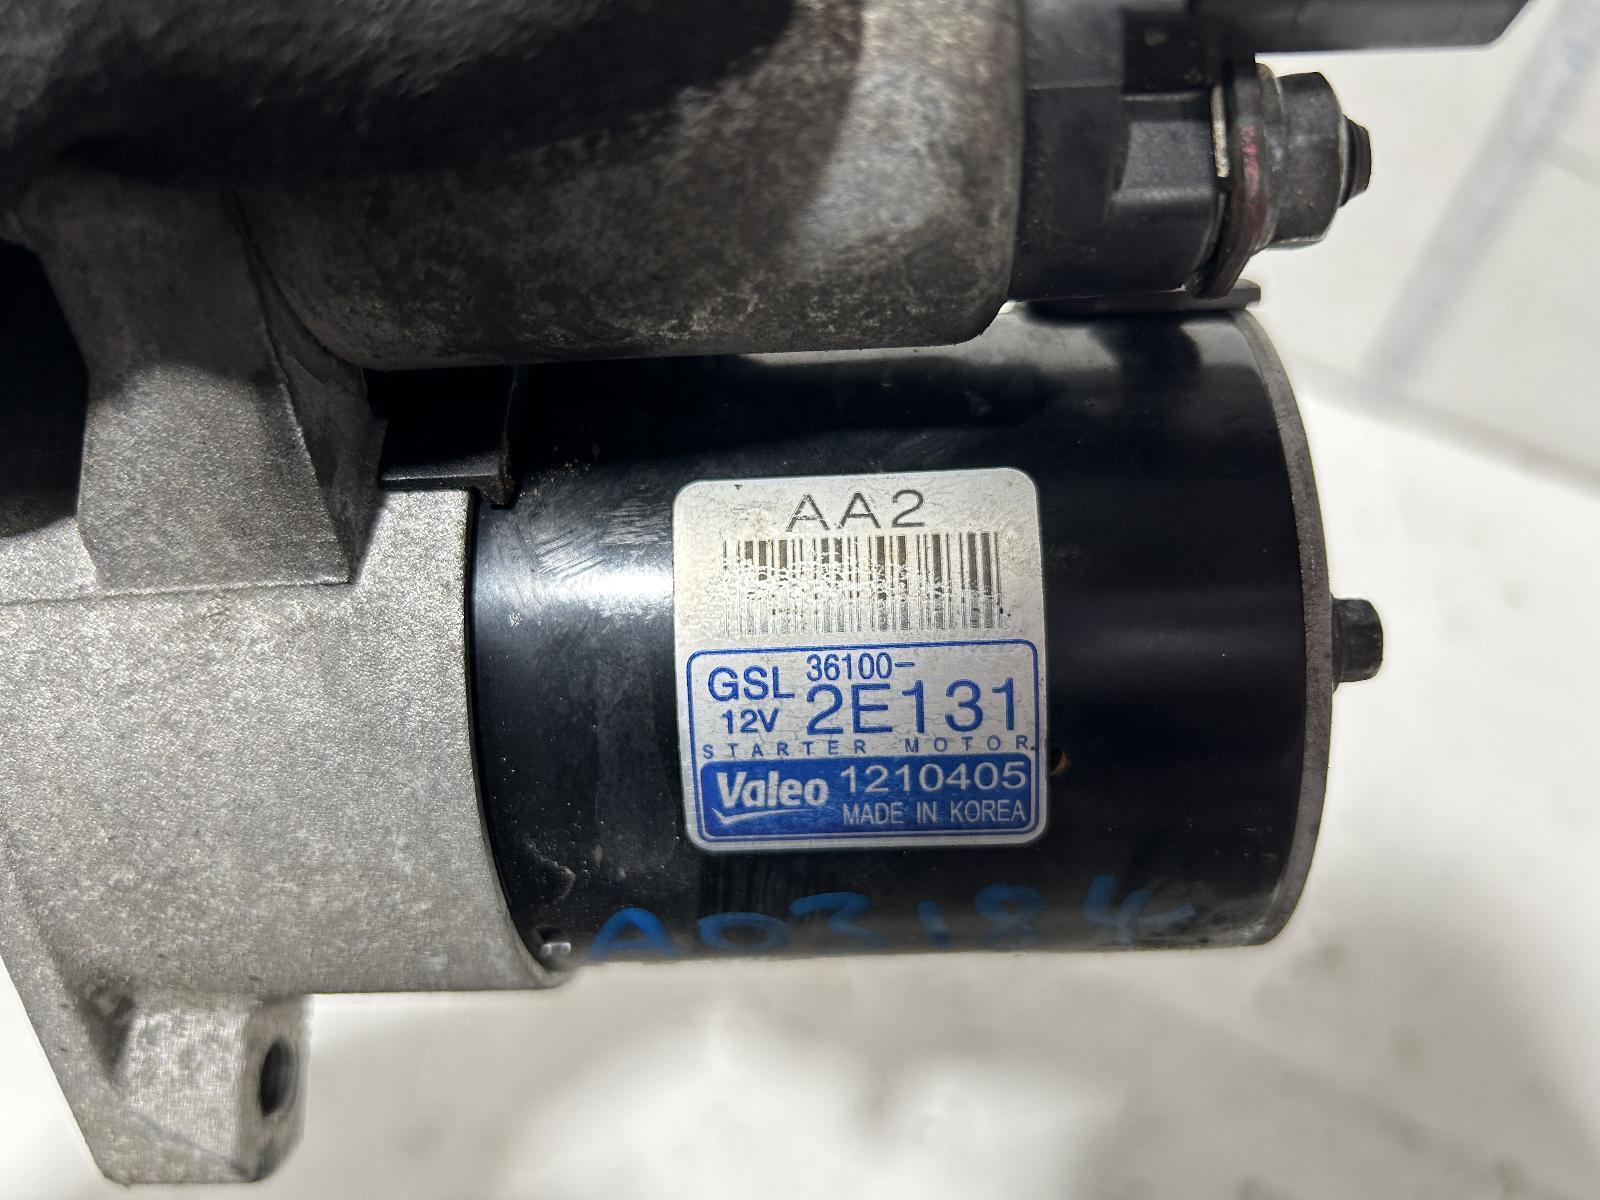 AA2
GSL 36100-
12V 2E131
STARTER MOTOR
Valeo 1210405
MADE IN KOREA
A03184